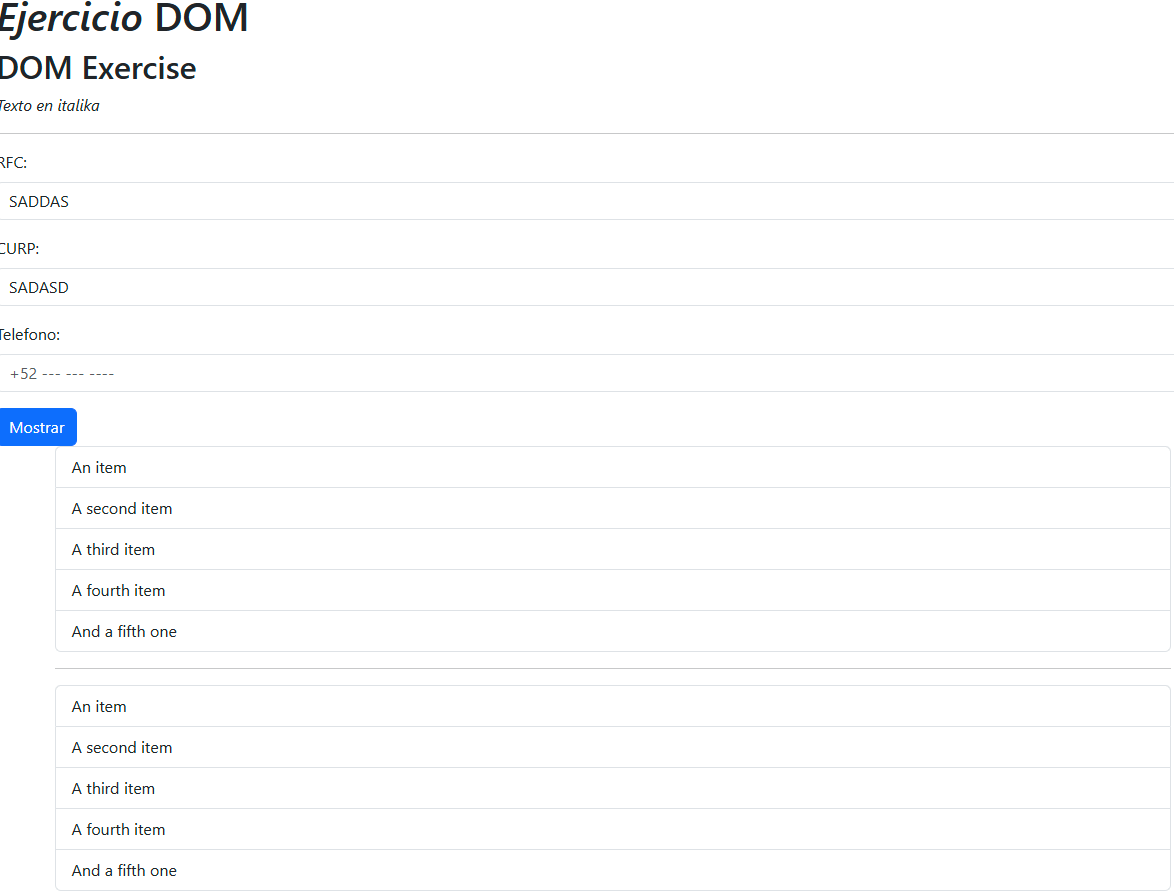 Ejercicio DOM
DOM Exercise
Texto en italika
RFC:
SADDAS
CURP:
SADASD
Telefono:
+52 --- --- ----
Mostrar
An item
A second item
A third item
A fourth item
And a fifth one
An item
A second item
A third item
A fourth item
And a fifth one